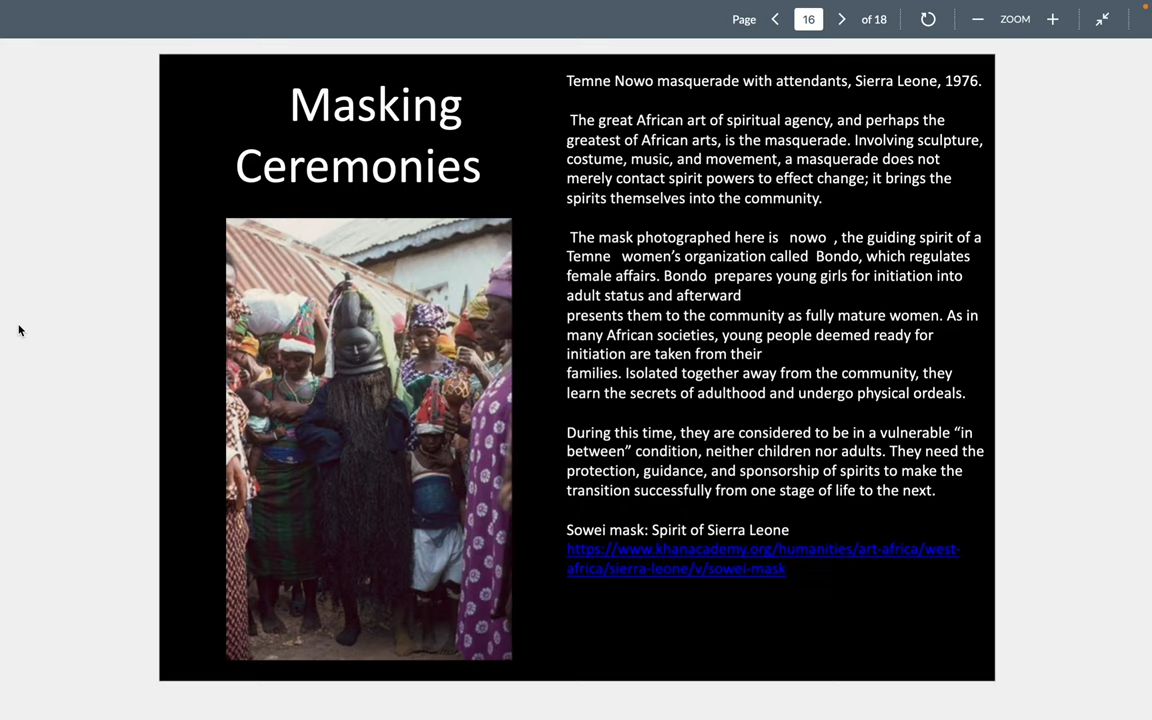 Page 16 of 18 ZOOM
Masking
Ceremonies
Temne Nowo masquerade with attendants, Sierra Leone, 1976.
The great African art of spiritual agency, and perhaps the
greatest of African arts, is the masquerade. Involving sculpture,
costume, music, and movement, a masquerade does not
merely contact spirit powers to effect change; it brings the
spirits themselves into the community.
The mask photographed here is nowo , the guiding spirit of a
Temne women’s organization called Bondo, which regulates
female affairs. Bondo prepares young girls for initiation into
adult status and afterward
presents them to the community as fully mature women. As in
many African societies, young people deemed ready for
initiation are taken from their
families. Isolated together away from the community, they
learn the secrets of adulthood and undergo physical ordeals.
During this time, they are considered to be in a vulnerable “in
between” condition, neither children nor adults. They need the
protection, guidance, and sponsorship of spirits to make the
transition successfully from one stage of life to the next.
Sowei mask: Spirit of Sierra Leone
https://www.khanacademy.org/humanities/art-africa/west-
africa/sierra-leone/v/sowei-mask